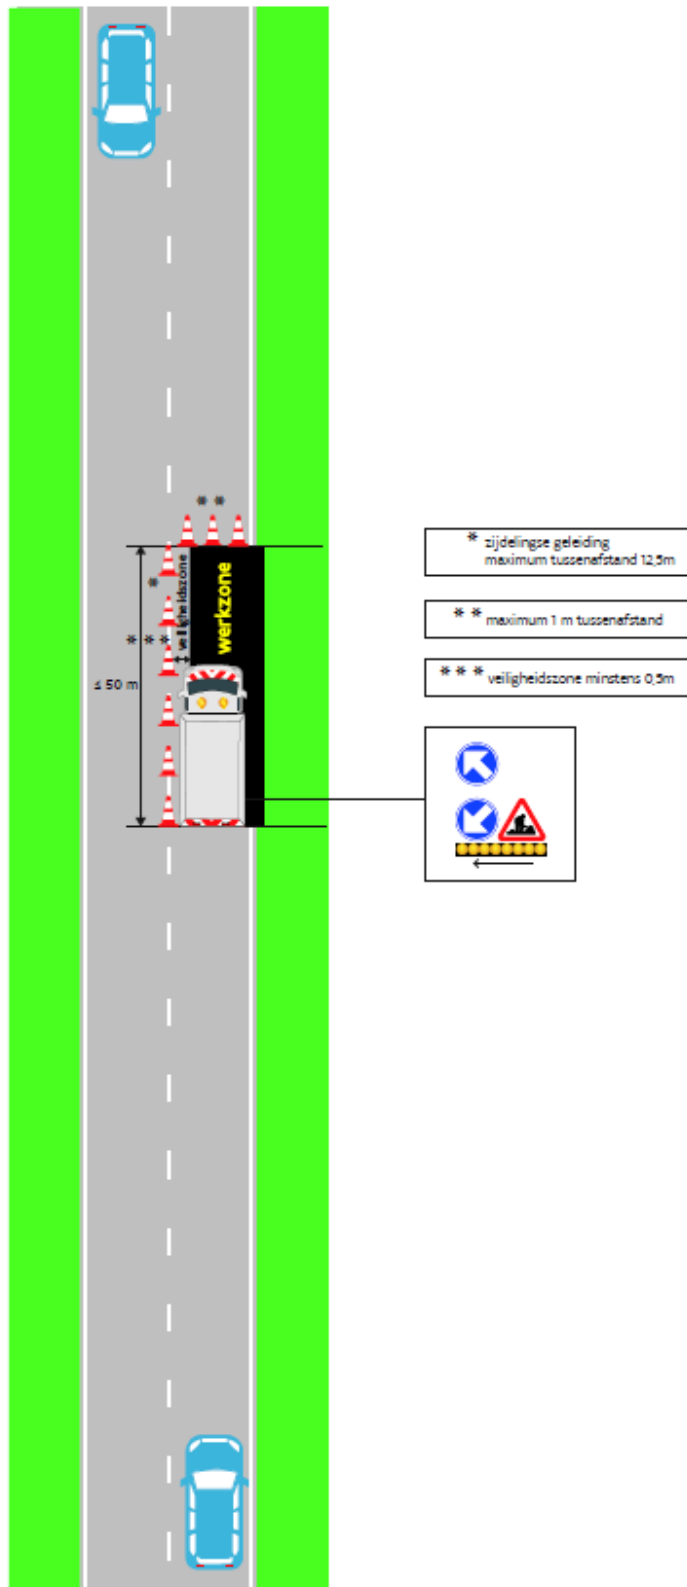 * *
* zijdelingse geleiding
maximum tussenafstand 12,5m
*
veiligheidszone
werkzone
* * *
* * maximum 1 m tussenafstand
* * * veiligheidszone minstens 0,5m
≤ 50 m